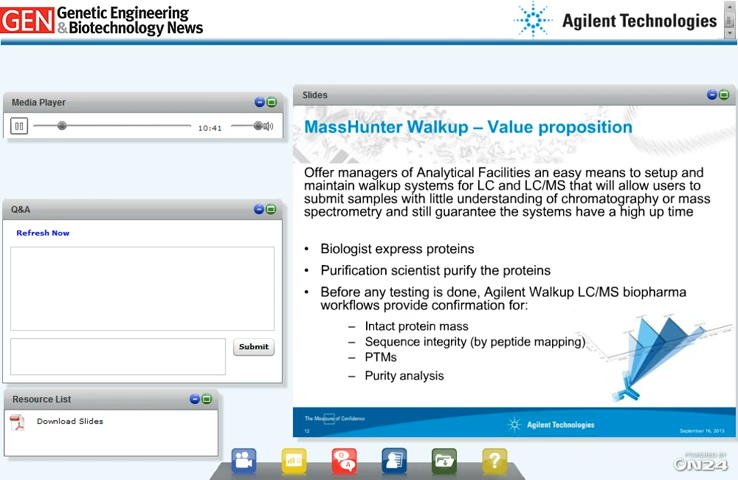 GEN Genetic Engineering
& Biotechnology News
Agilent Technologies
Media Player
10:41
Slides
MassHunter Walkup – Value proposition
Offer managers of Analytical Facilities an easy means to setup and
maintain walkup systems for LC and LC/MS that will allow users to
submit samples with little understanding of chromatography or mass
spectrometry and still guarantee the systems have a high up time
• Biologist express proteins
• Purification scientist purify the proteins
• Before any testing is done, Agilent Walkup LC/MS biopharma
workflows provide confirmation for:
– Intact protein mass
– Sequence integrity (by peptide mapping)
– PTMs
– Purity analysis
The Measure of Confidence
12
Agilent Technologies
September 16, 2013
Q&A
Refresh Now
Submit
Resource List
Download Slides
Q
A
?
POWERED BY
ON24